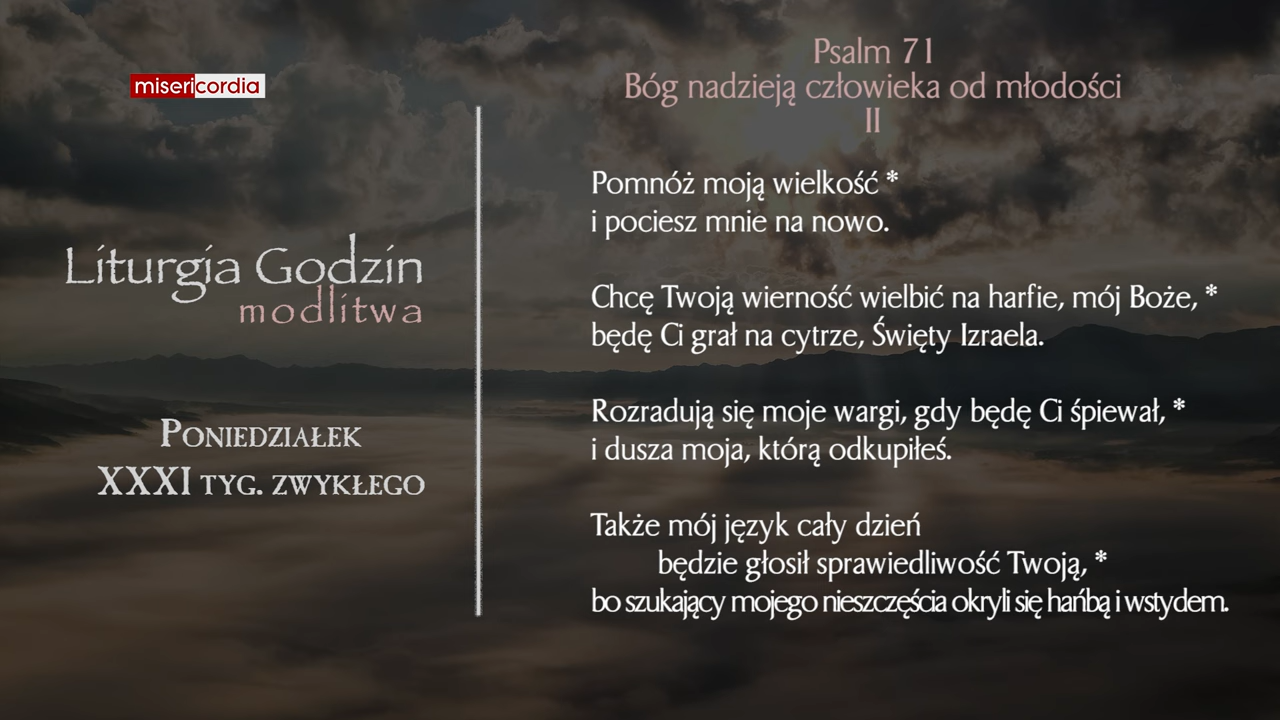 misericordia
Liturgia Godzin
modlitwa
Poniedziałek
XXXI tyg. zwykłego
Psalm 71
Bóg nadzieją człowieka od młodości
II
Pomnóż moją wielkość *
i pociesz mnie na nowo.
Chcę Twoją wierność wielbić na harfie, mój Boże, *
będę Ci grał na cytrze, Święty Izraela.
Rozradują się moje wargi, gdy będę Ci śpiewał, *
i dusza moja, którą odkupiłeś.
Także mój język cały dzień
będzie głosił sprawiedliwość Twoją, *
bo szukający mojego nieszczęścia okryli się hańbą i wstydem.